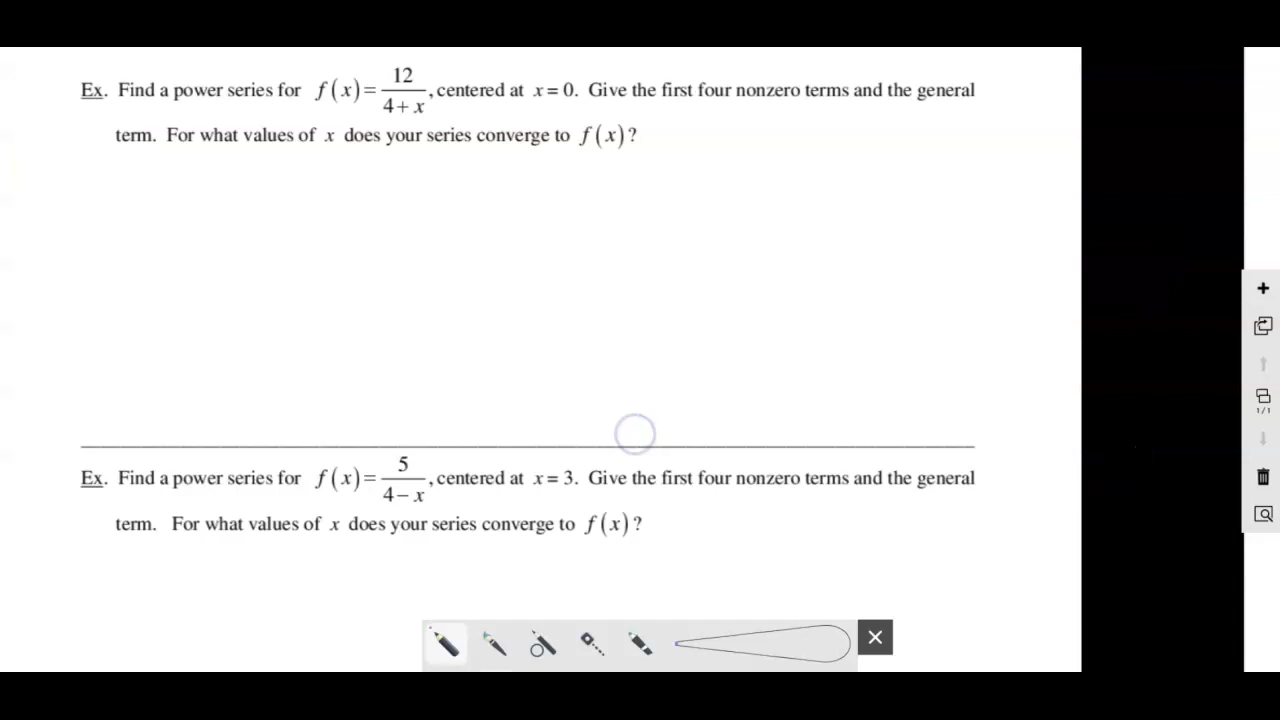 Ex. Find a power series for f(x) = 12/(4+x), centered at x = 0. Give the first four nonzero terms and the general
term. For what values of x does your series converge to f(x)?
Ex. Find a power series for f(x) = 5/(4−x), centered at x = 3. Give the first four nonzero terms and the general
term. For what values of x does your series converge to f(x)?
1/1